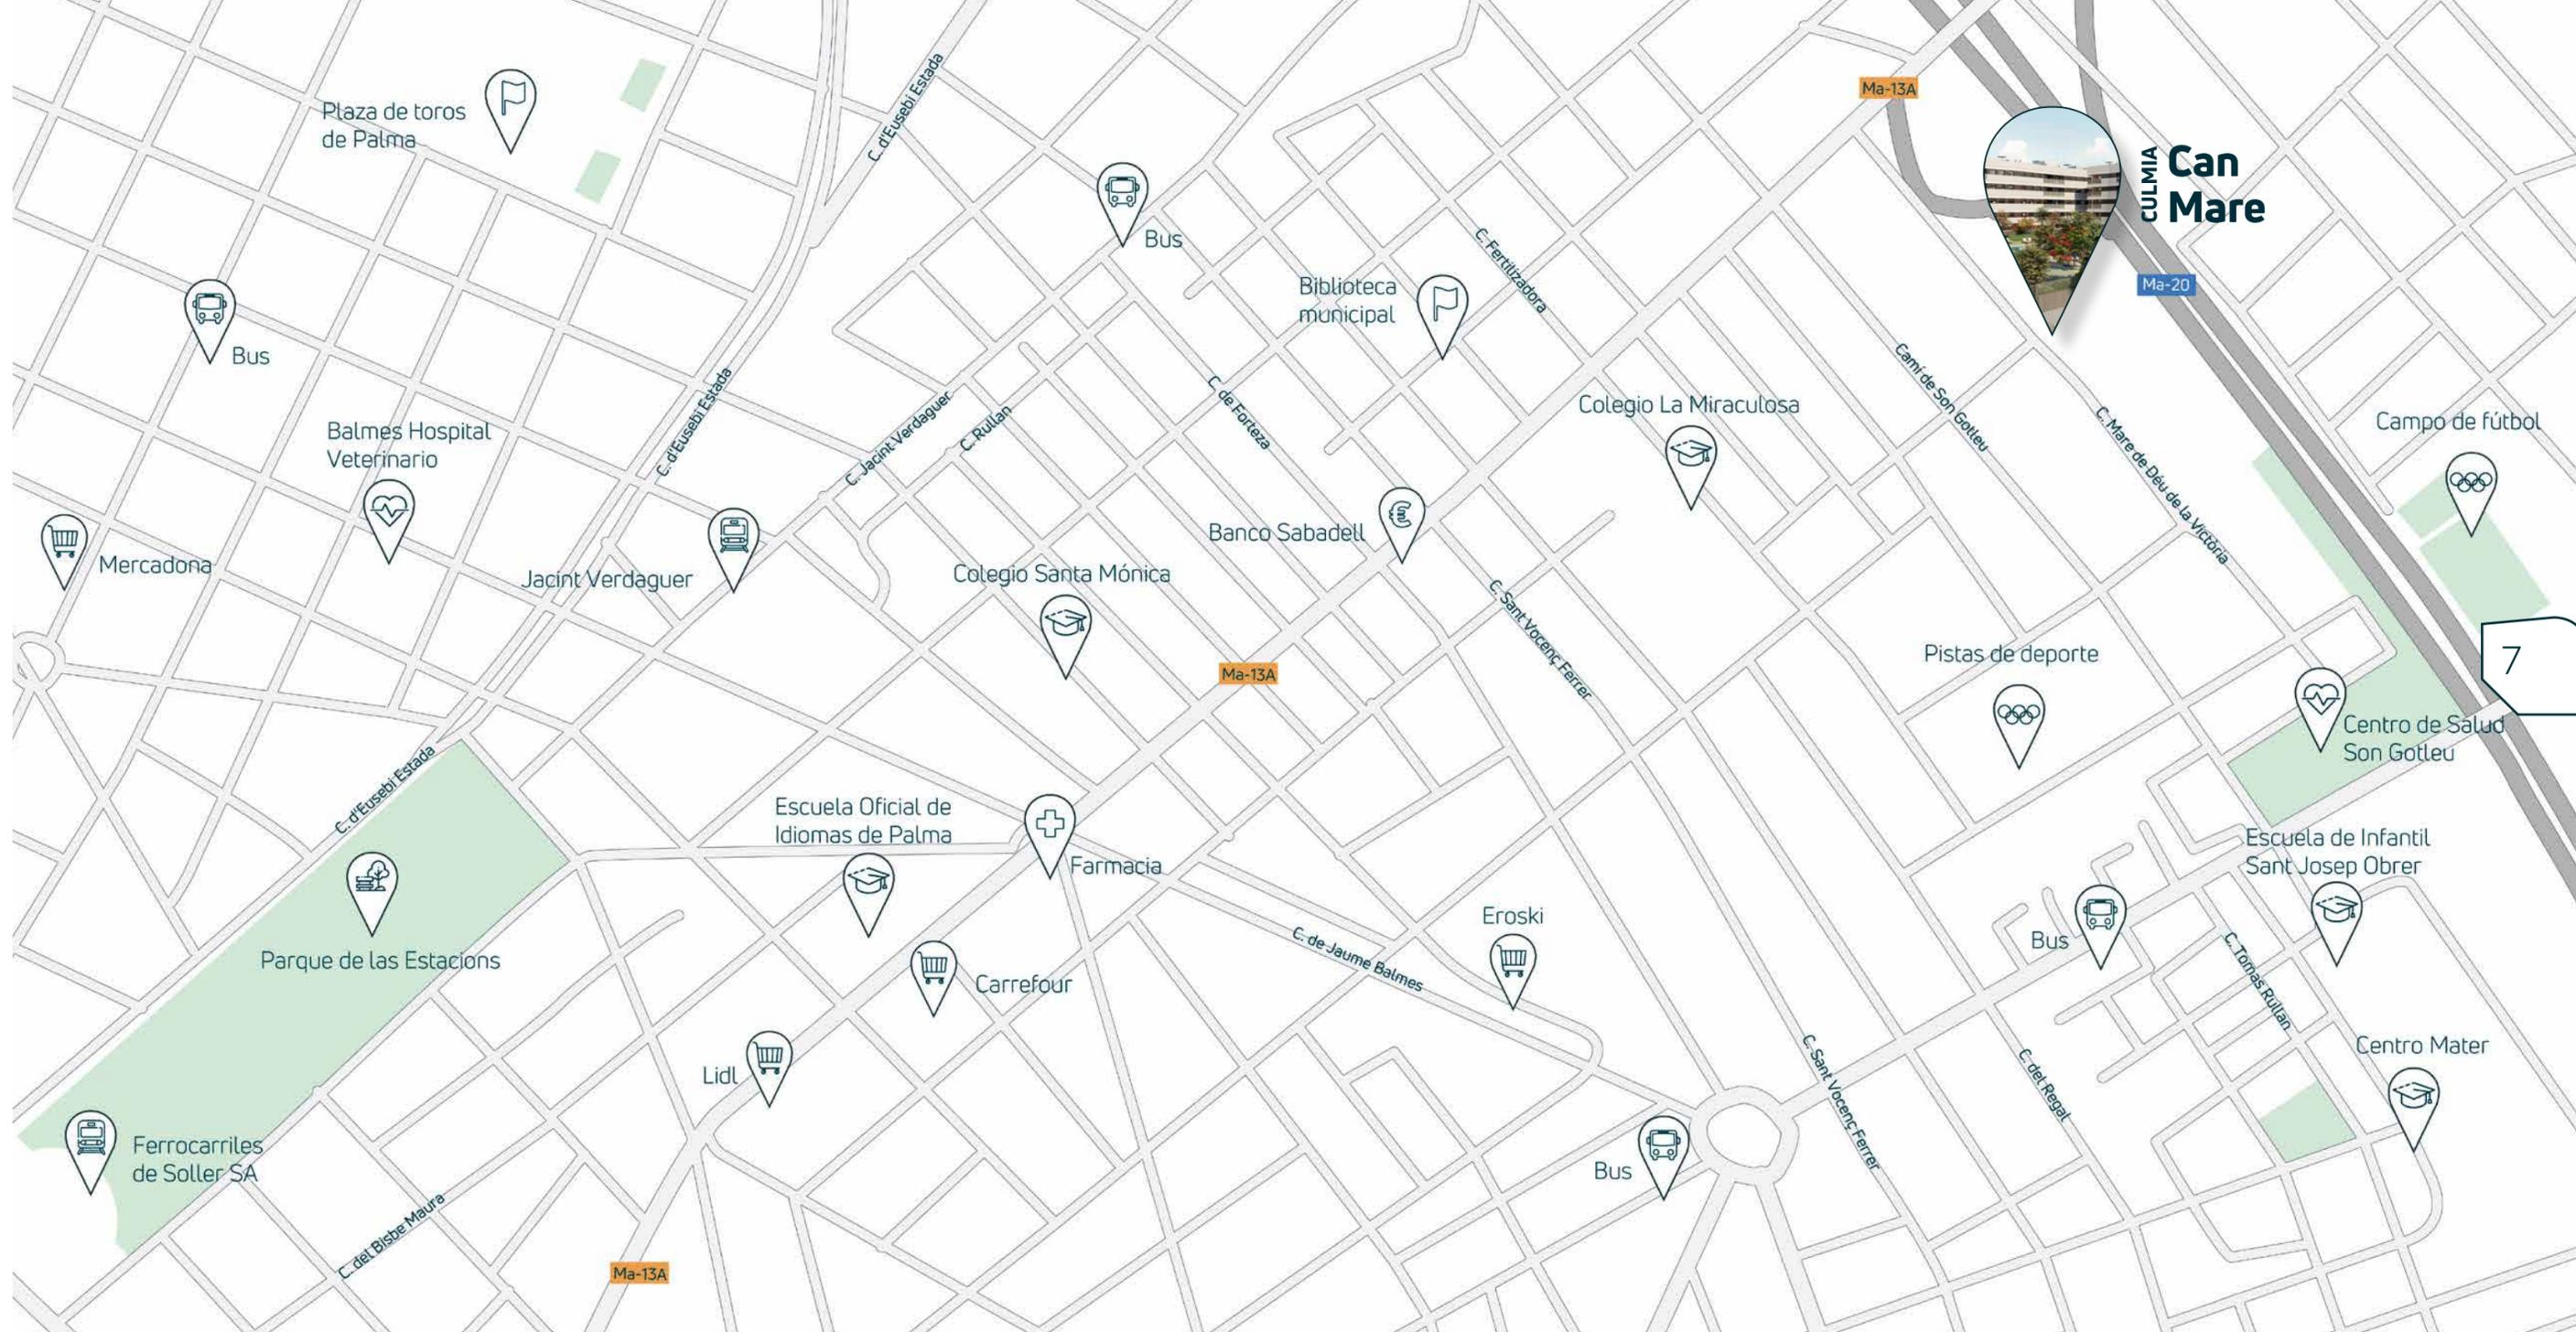 C. d'Eusebi Estada
Ma-13A
Plaza de toros
de Palma
CULMIA
Can
Mare
Bus
C. Fertilizadora
Biblioteca
municipal
Ma-20
Bus
C. d'Eusebi Estada
C. Jacint Verdaguer
C. Rullan
C. de Forteza
Colegio La Miraculosa
Camí de Son Gotleu
C. Mare de Déu de la Victòria
Campo de fútbol
Balmes Hospital
Veterinario
Mercadona
Jacint Verdaguer
Colegio Santa Mónica
Banco Sabadell
C. Sant Vocenç Ferrer
Ma-13A
Pistas de deporte
7
Centro de Salud
Son Gotleu
C. d'Eusebi Estada
Escuela Oficial de
Idiomas de Palma
Farmacia
Escuela de Infantil
Sant Josep Obrer
Eroski
C. de Jaume Balmes
Bus
Parque de las Estacions
Carrefour
C. Tomas Rullan
Lidl
C. Sant Vocenç Ferrer
C. del Regal
Centro Mater
Ferrocarriles
de Soller SA
Bus
C. del Bisbe Maura
Ma-13A